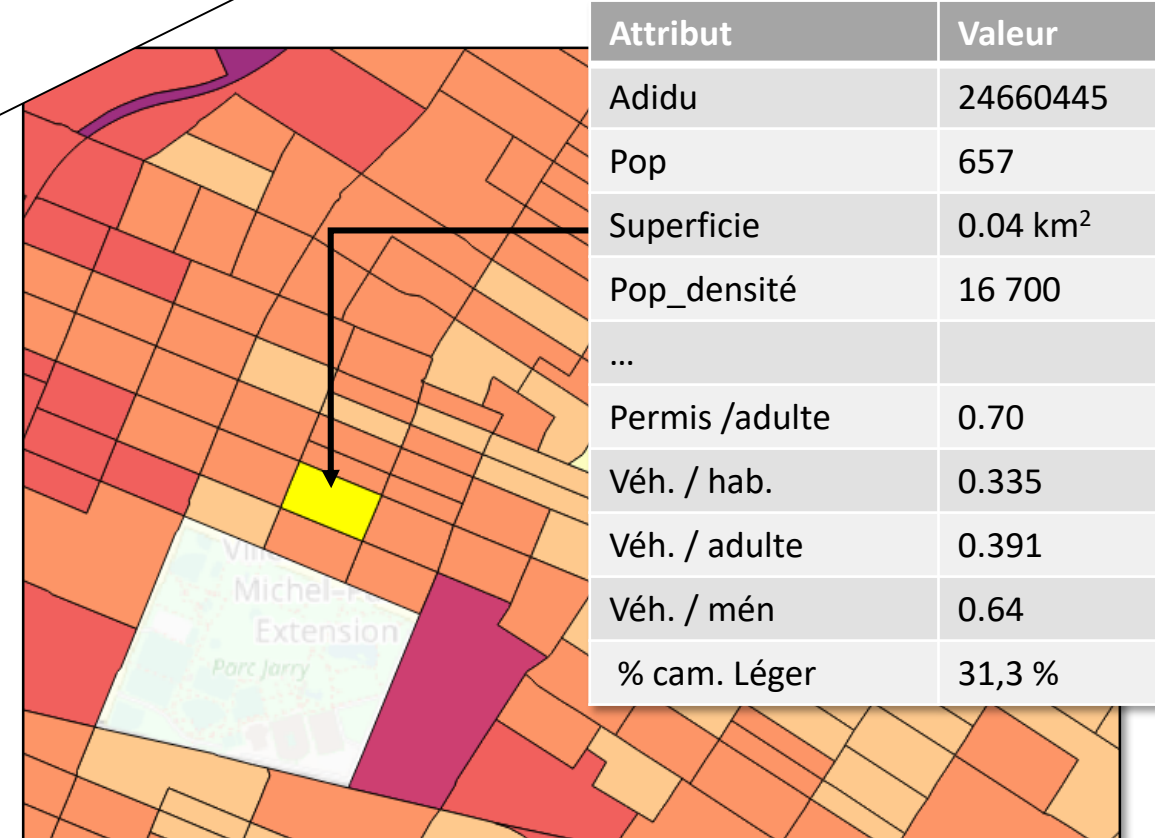 Attribut Valeur
Adidu 24660445
Pop 657
Superficie 0.04 km²
Pop_densité 16 700
...
Permis /adulte 0.70
Véh. / hab. 0.335
Véh. / adulte 0.391
Véh. / mén 0.64
% cam. Léger 31,3 %
Michel-
Extension
Parc Jarry